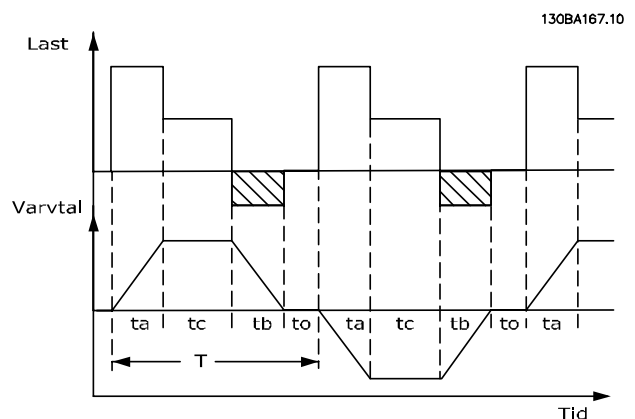 130BA167.10
Last
Varvtal
ta tc tb to ta tc tb to ta
T
Tid